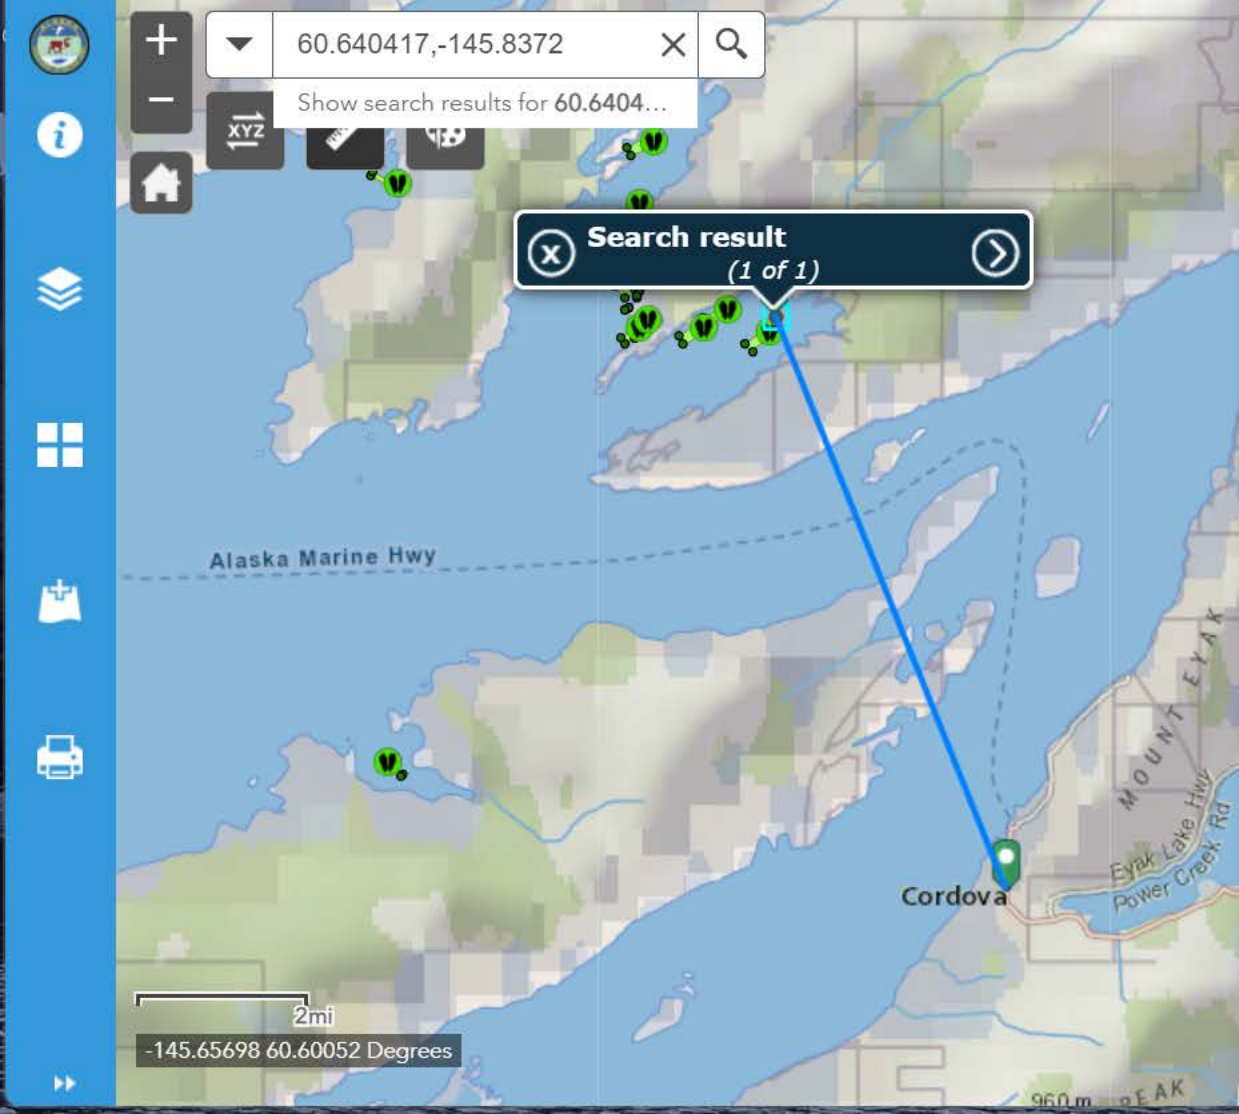 ALASKA
+
60.640417,-145.8372
Show search results for 60.6404...
−
XYZ
Search result
(1 of 1)
Alaska Marine Hwy
MOUNT EYAK
Eyak Lake Hwy
Power Creek Rd
Cordova
2mi
-145.65698 60.60052 Degrees
960 m
PEAK